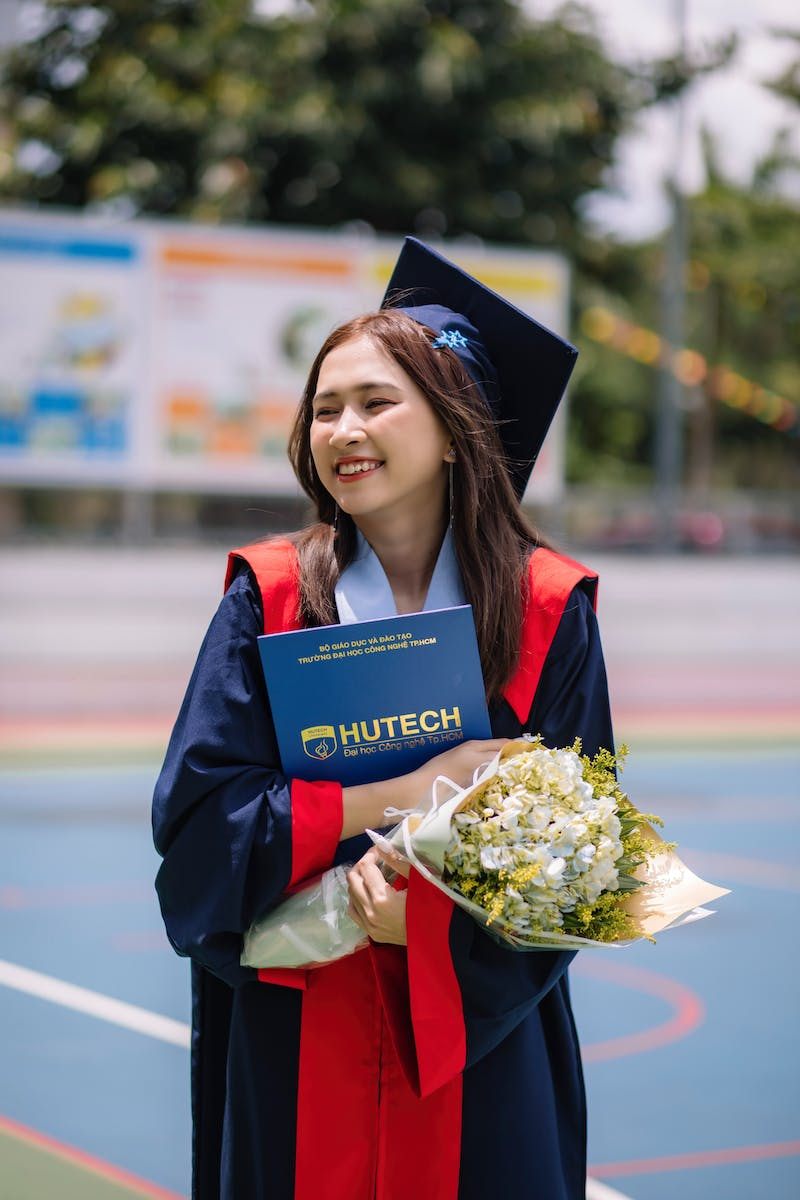 BỘ GIÁO DỤC VÀ ĐÀO TẠO
TRƯỜNG ĐẠI HỌC CÔNG NGHỆ TP.HCM
HUTECH
HUTECH
Đại học Công nghệ Tp.HCM